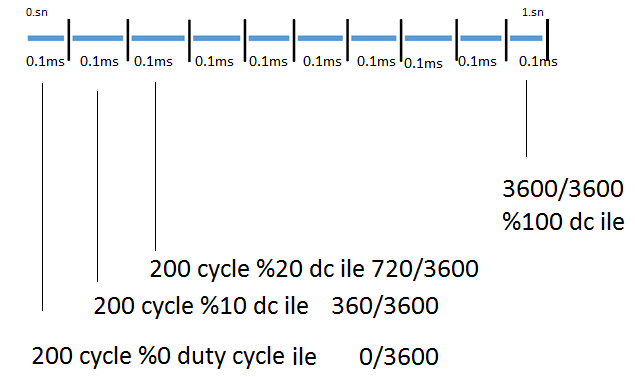 0.sn 1.sn
0.1ms 0.1ms 0.1ms 0.1ms 0.1ms 0.1ms 0.1ms 0.1ms 0.1ms 0.1ms
3600/3600
%100 dc ile
200 cycle %20 dc ile 720/3600
200 cycle %10 dc ile 360/3600
200 cycle %0 duty cycle ile 0/3600